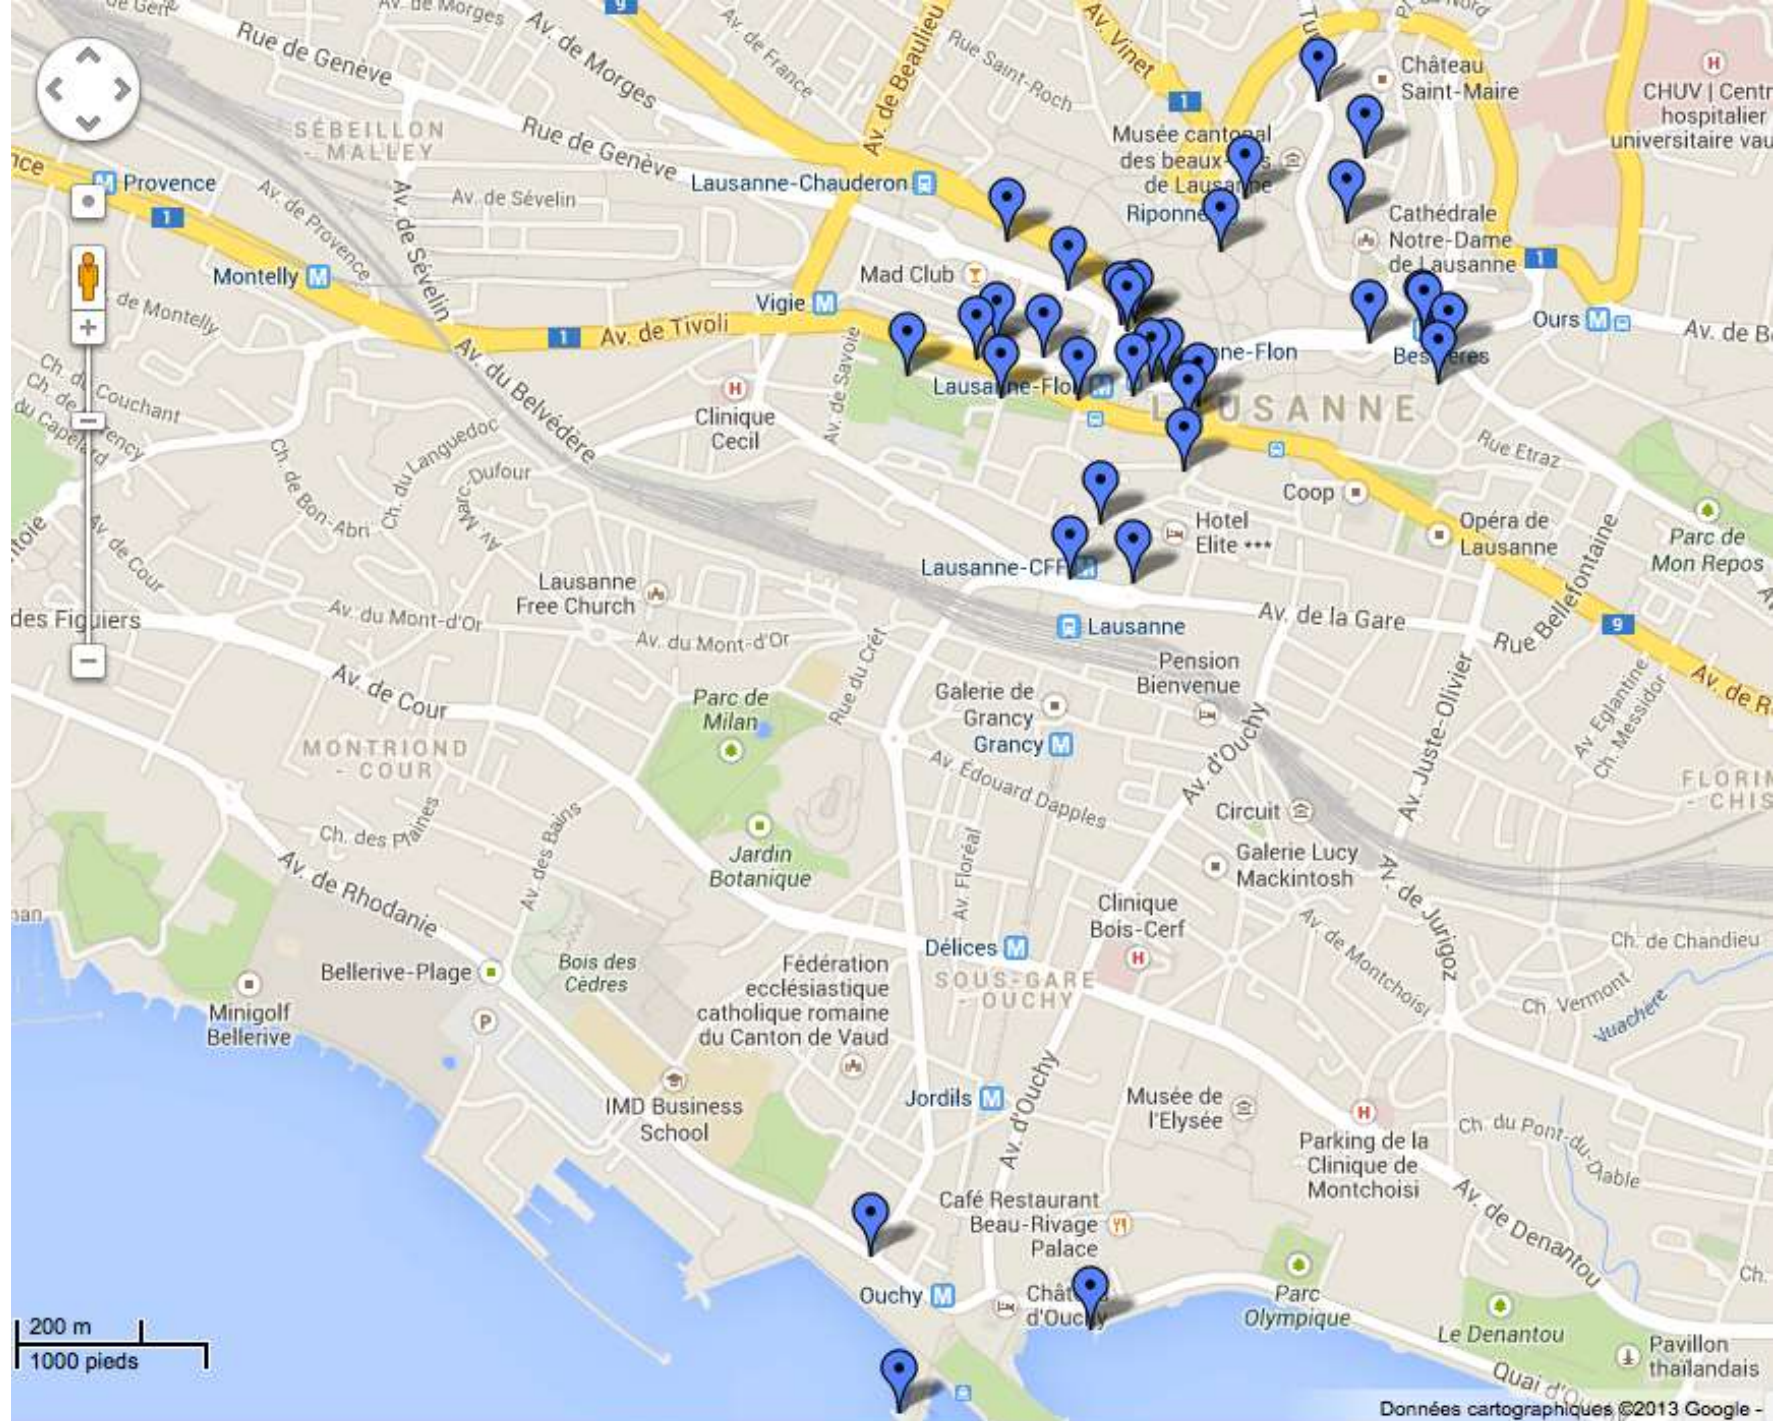 Av. de Morges
9
Av. de Beaulieu
Av. Vinet
Rue de Genève
Av. de Morges
Av. de France
Rue Saint-Roch
1
Château
Saint-Maire
H
CHUV | Centr
hospitalier
universitaire vau
SÉBEILLON
- MALLEY
Rue de Genève
Musée cantonal
de Lausanne
M Provence
Lausanne-Chauderon
Riponne
1
Av. de Provence
Av. de Sévelin
Av. de Sévelin
Cathédrale
Notre-Dame
de Lausanne
1
Montelly M
Mad Club
de Montelly
Vigie M
1
Av. de Tivoli
Ours M
Av. de B
nne-Flon
Av. du Belvédère
Av. de Savoie
H
Clinique
Cecil
Ch. du Couchant
Ch. du Languedoc
Av. Marc-Dufour
Ch. de Bon-Abri
Rue Etraz
Coop
Hotel
Elite ***
Opéra de
Lausanne
Parc de
Mon Repos
Av. de Cour
Lausanne-CFF
Lausanne
Free Church
des Figuiers
Av. du Mont-d'Or
Av. du Mont-d'Or
Lausanne
Av. de la Gare
Rue Bellefontaine
9
Av. de R
Pension
Bienvenue
Av. de Cour
Parc de
Milan
Rue du Crêt
Galerie de
Grancy
Grancy M
Av. d'Ouchy
Av. Juste-Olivier
Av. Eglantine
Ch. Messidor
MONTRIOND
- COUR
Av. Édouard Dapples
FLORIM
- CHIS
Ch. des Plaines
Av. des Bains
Circuit
Jardin
Botanique
Av. Floréal
Galerie Lucy
Mackintosh
Av. de Jurigoz
Av. de Rhodanie
Clinique
Bois-Cerf
H
Av. de Montchoisi
Ch. de Chandieu
Délices M
Bellerive-Plage
Bois des
Cèdres
Fédération
ecclésiastique
catholique romaine
du Canton de Vaud
SOUS-GARE
- OUCHY
Ch. Vermont
Vuachère
Minigolf
Bellerive
P
IMD Business
School
Jordils M
Av. d'Ouchy
Musée de
l'Elysée
H
Parking de la
Clinique de
Montchoisi
Ch. du Pont-du-Diable
Av. de Denantou
Café Restaurant
Beau-Rivage
Palace
Ouchy M
Parc
Olympique
Ch.
Le Denantou
Pavillon
thaïlandais
200 m
1000 pieds
Données cartographiques ©2013 Google -